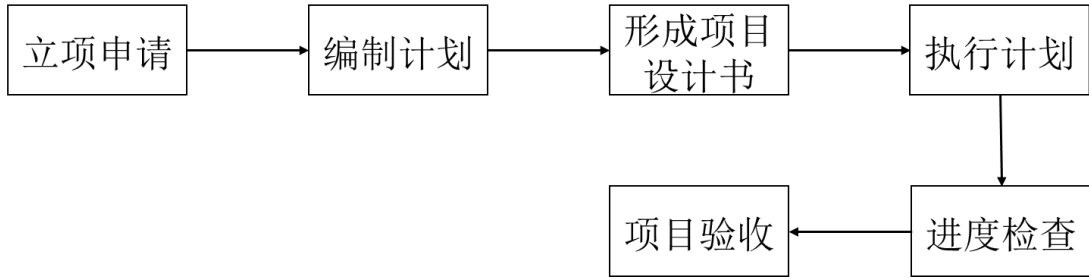 立项申请
编制计划
形成项目
设计书
执行计划
进度检查
项目验收